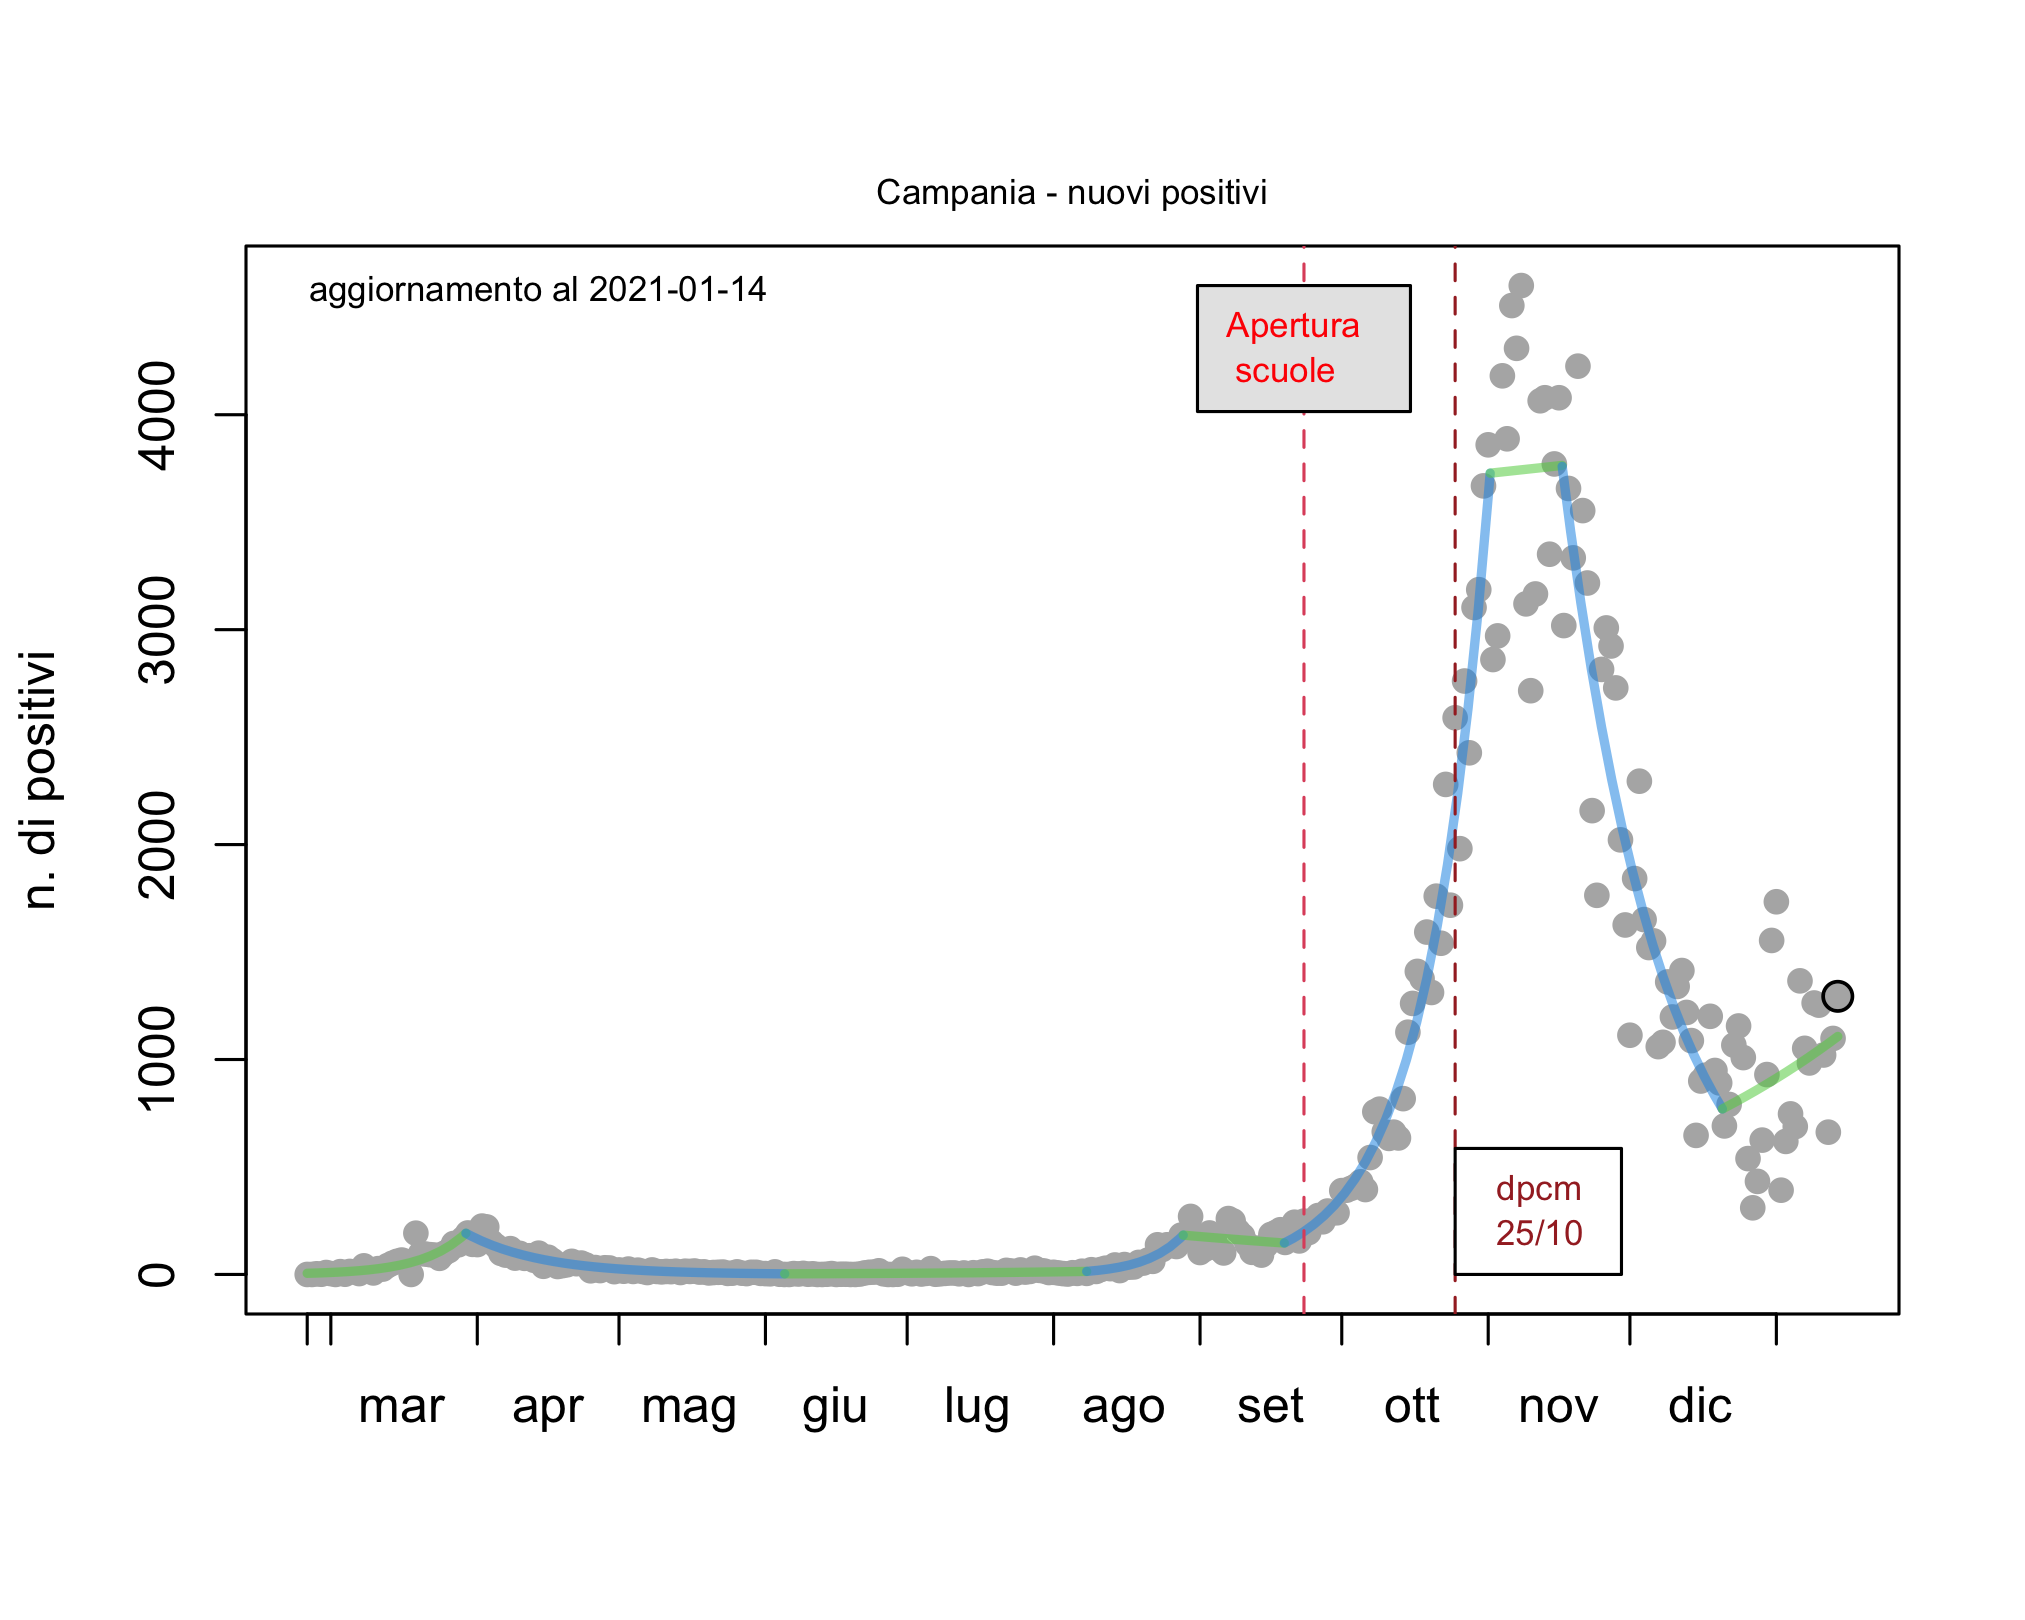 Campania - nuovi positivi
aggiornamento al 2021-01-14
Apertura
scuole
n. di positivi
4000
3000
2000
1000
0
dpcm
25/10
mar apr mag giu lug ago set ott nov dic